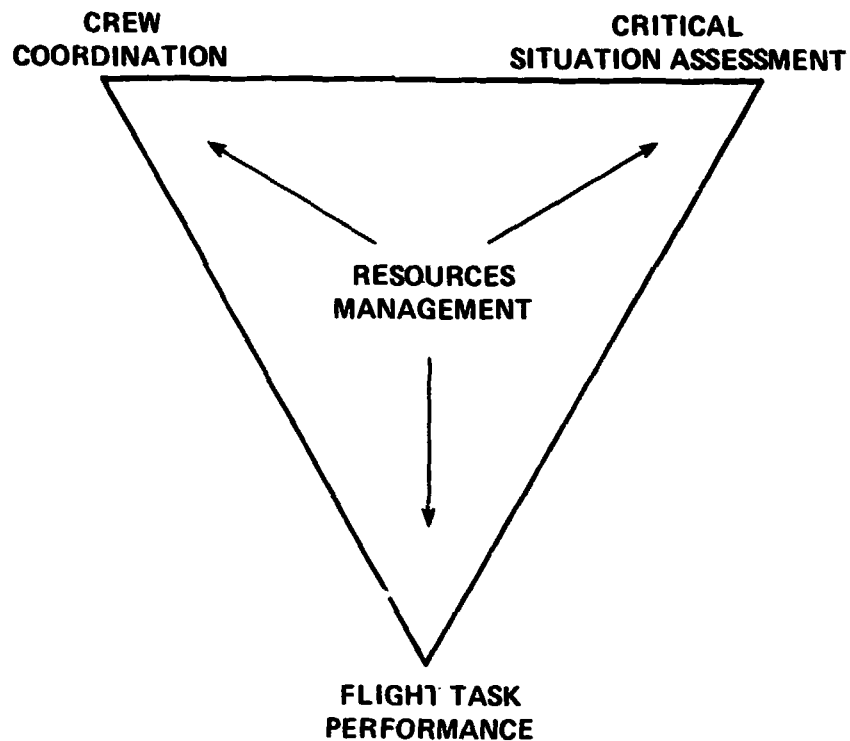 CREW
COORDINATION
CRITICAL
SITUATION ASSESSMENT
RESOURCES
MANAGEMENT
FLIGHT TASK
PERFORMANCE